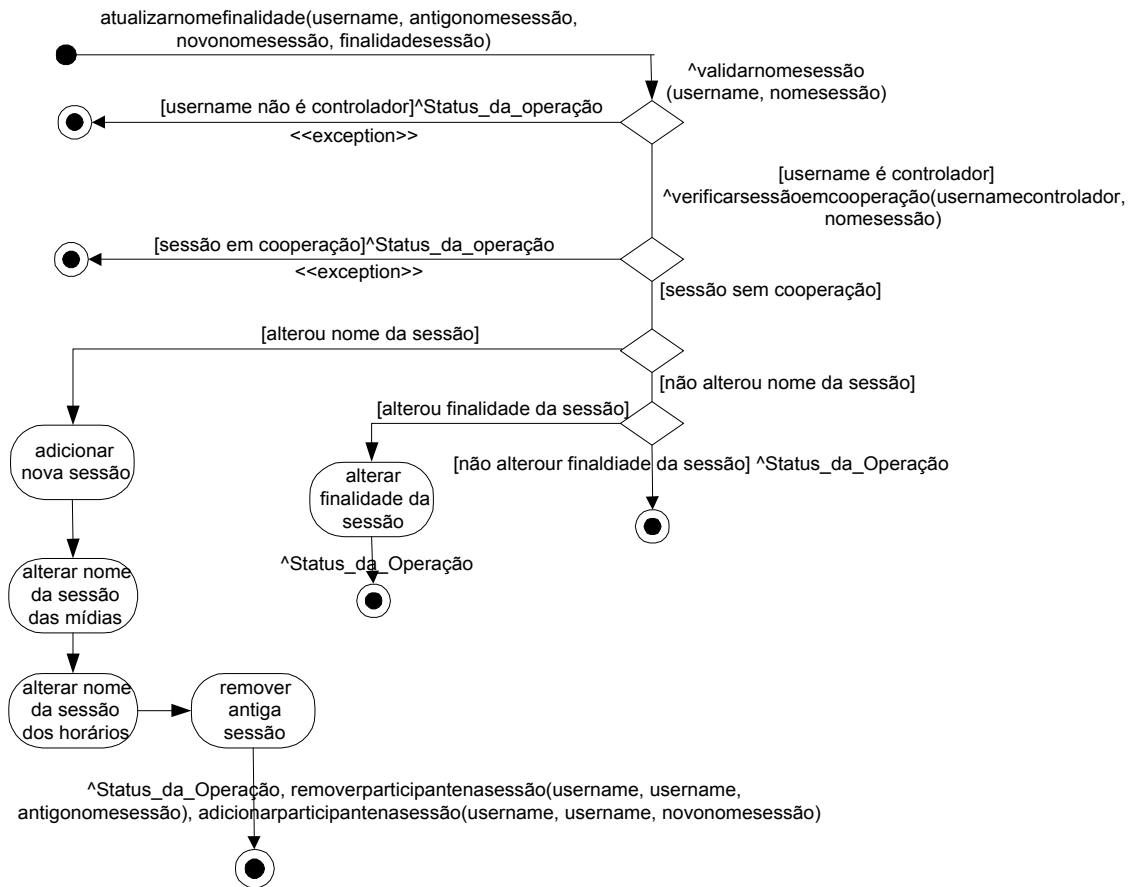 atualizarnomefinalidade(username, antigonomesessão,
novonomesessão, finalidadesessão)
^validarnomesessão
(username, nomesessão)
[username não é controlador]^Status_da_operação
<<exception>>
[username é controlador]
^verificarsessãoemcooperação(usernamecontrolador,
nomesessão)
[sessão em cooperação]^Status_da_operação
<<exception>>
[sessão sem cooperação]
[alterou nome da sessão]
[não alterou nome da sessão]
[alterou finalidade da sessão]
adicionar
nova sessão
[não alterour finaldiade da sessão] ^Status_da_Operação
alterar
finalidade da
sessão
^Status_da_Operação
alterar nome
da sessão
das mídias
alterar nome
da sessão
dos horários
remover
antiga
sessão
^Status_da_Operação, removerparticipantenasessão(username, username,
antigonomesessão), adicionarparticipantenasessão(username, username, novonomesessão)